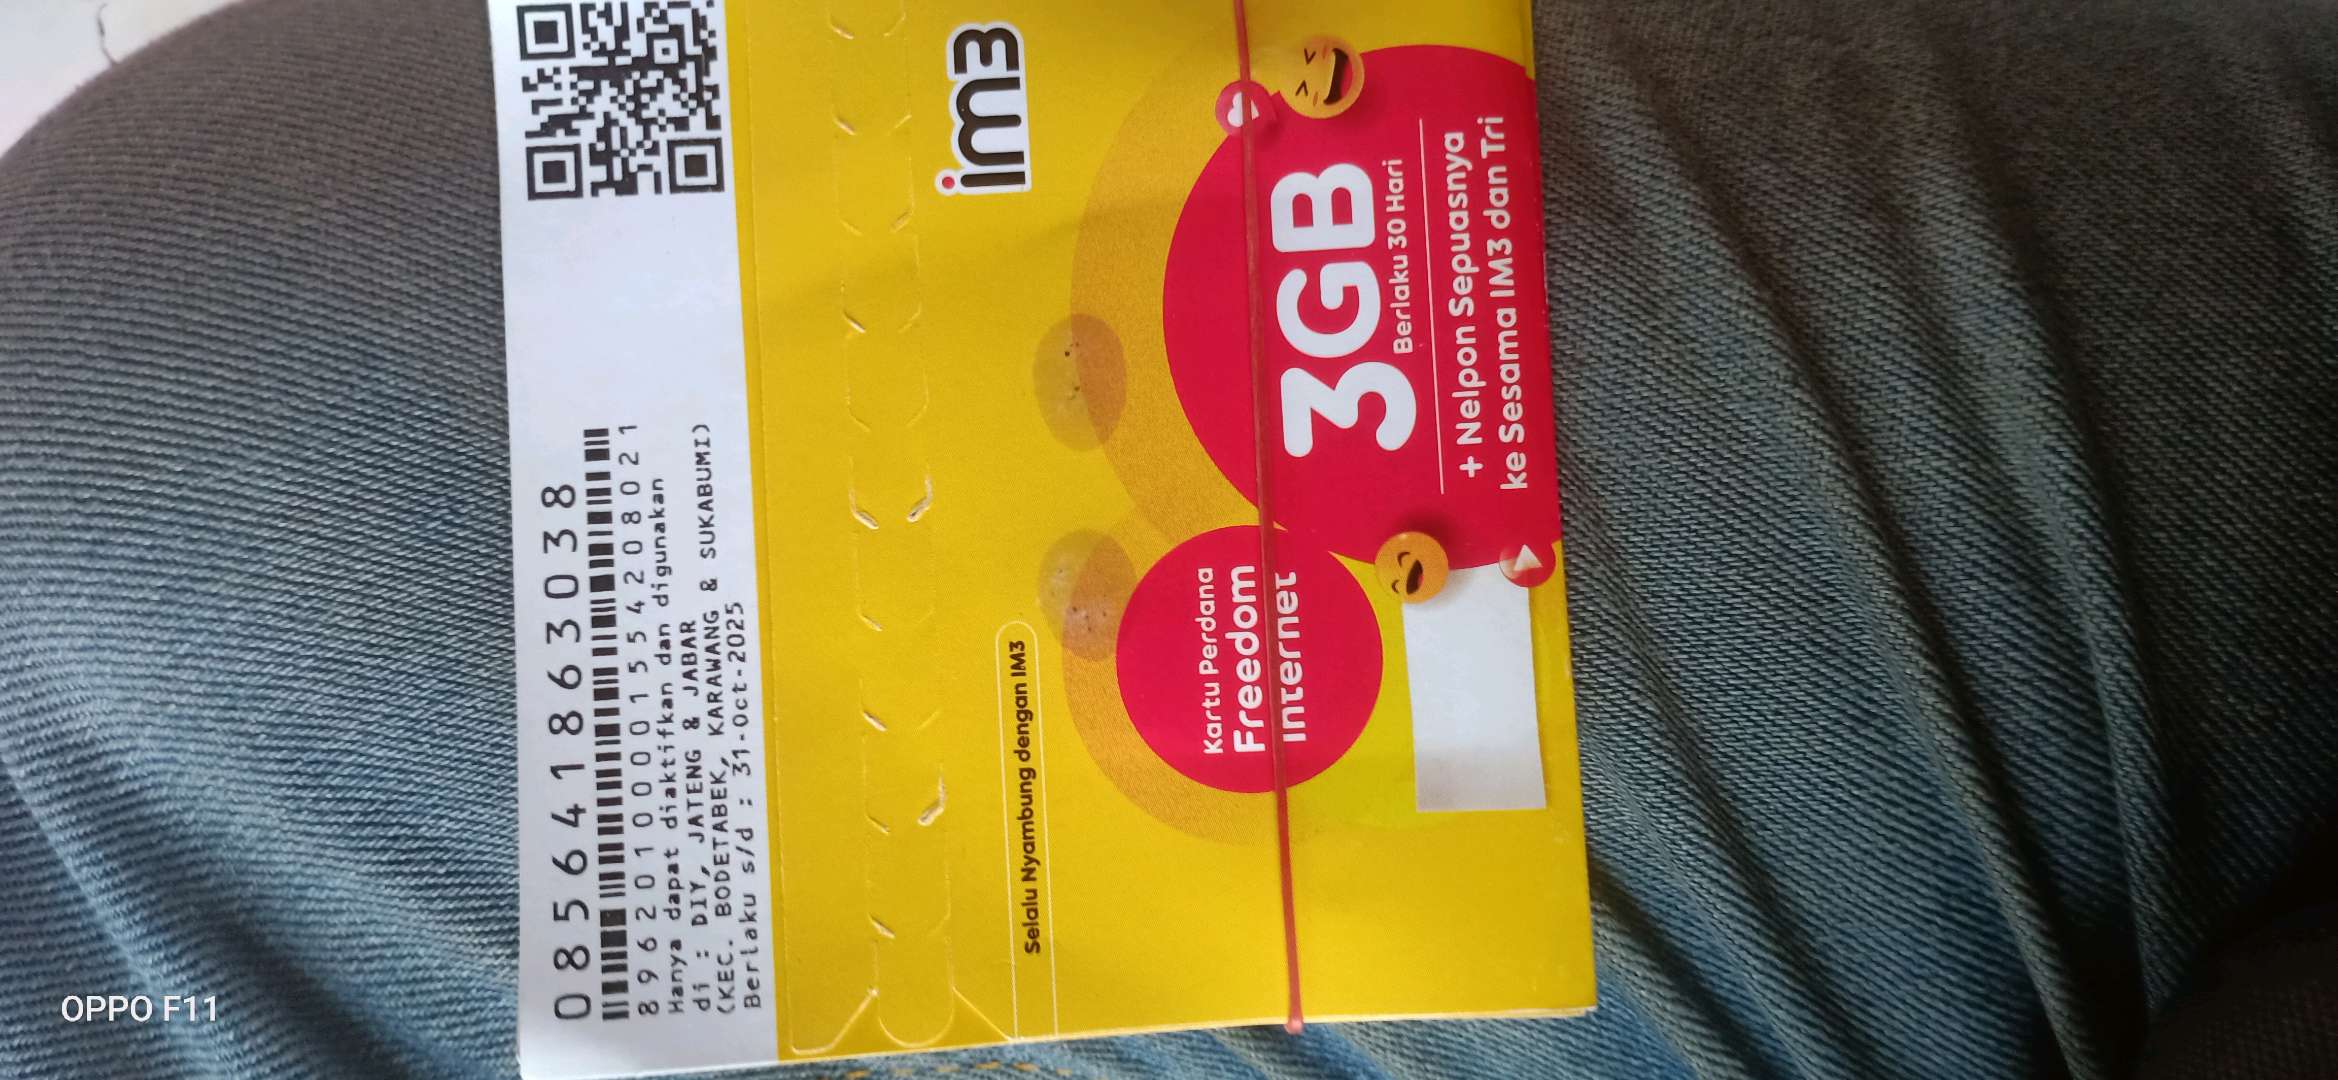 085641863038
89620100001554208021
Hanya dapat diaktifkan dan digunakan
di : DIY, JATENG & JABAR
(KEC. BODETABEK, KARAWANG & SUKABUMI)
Berlaku s/d : 31-Oct-2025
im3
Selalu Nyambung dengan IM3
Kartu Perdana
Freedom
Internet
3GB
Berlaku 30 Hari
+ Nelpon Sepuasnya
ke Sesama IM3 dan Tri
OPPO F11